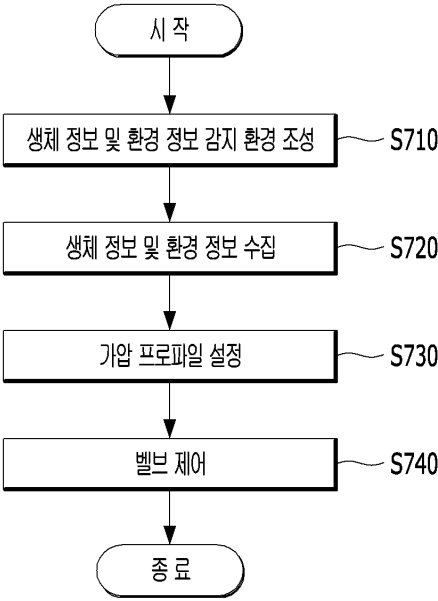 시 작
생체 정보 및 환경 정보 감지 환경 조성
S710
생체 정보 및 환경 정보 수집
S720
가압 프로파일 설정
S730
벨브 제어
S740
종 료